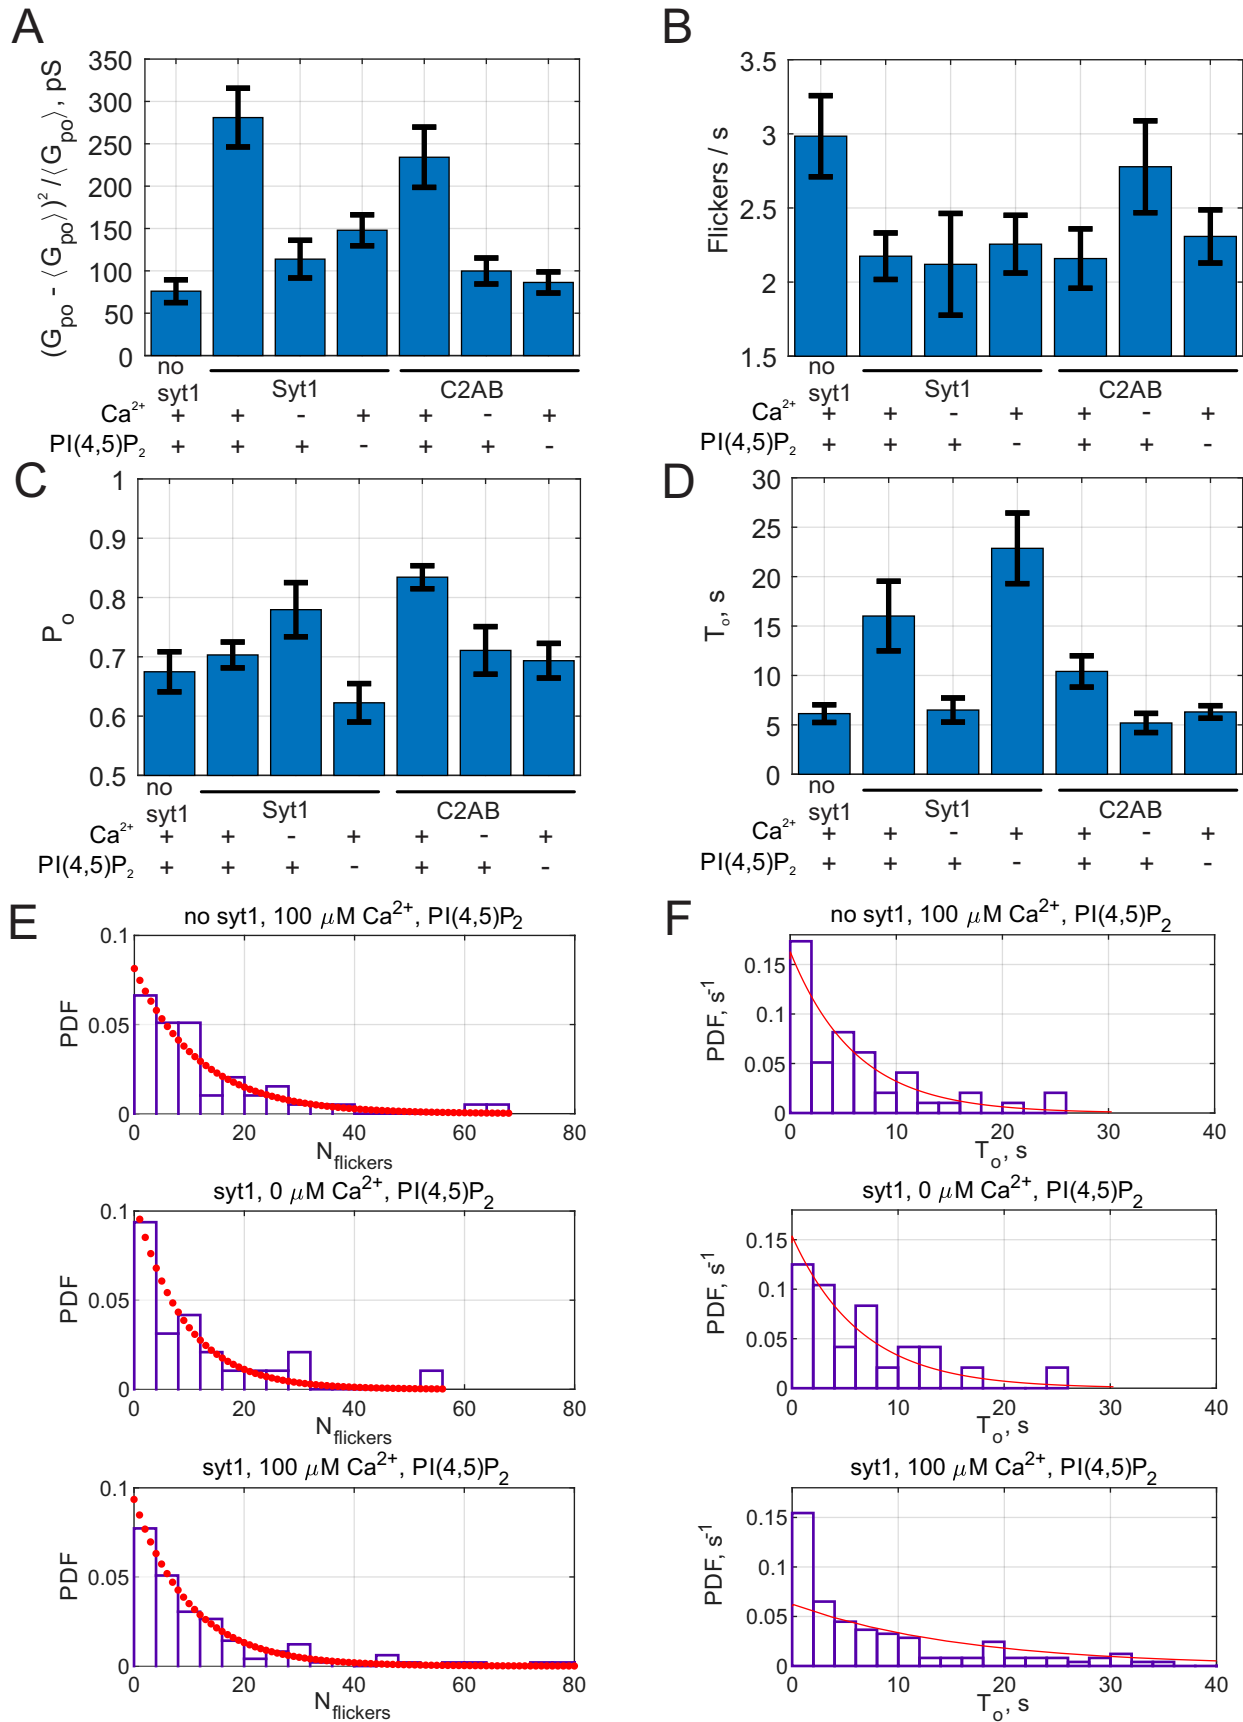 A
(G_po - ⟨G_po⟩)² /⟨G_po⟩, pS
350
300
250
200
150
100
50
0
no syt1
Syt1
C2AB
Ca²⁺ + + - + + - +
PI(4,5)P₂ + + + - + + -
B
Flickers / s
3.5
3
2.5
2
1.5
no syt1
Syt1
C2AB
Ca²⁺ + + - + + - +
PI(4,5)P₂ + + + - + + -
C
P_o
1
0.9
0.8
0.7
0.6
0.5
no syt1
Syt1
C2AB
Ca²⁺ + + - + + - +
PI(4,5)P₂ + + + - + + -
D
T_o, s
30
25
20
15
10
5
0
no syt1
Syt1
C2AB
Ca²⁺ + + - + + - +
PI(4,5)P₂ + + + - + + -
E
no syt1, 100 μM Ca²⁺, PI(4,5)P₂
PDF
0.1
0.05
0
0 20 40 60 80
N_flickers
syt1, 0 μM Ca²⁺, PI(4,5)P₂
PDF
0.1
0.05
0
0 20 40 60 80
N_flickers
syt1, 100 μM Ca²⁺, PI(4,5)P₂
PDF
0.1
0.05
0
0 20 40 60 80
N_flickers
F
no syt1, 100 μM Ca²⁺, PI(4,5)P₂
PDF, s⁻¹
0.15
0.1
0.05
0
0 10 20 30 40
T_o, s
syt1, 0 μM Ca²⁺, PI(4,5)P₂
PDF, s⁻¹
0.15
0.1
0.05
0
0 10 20 30 40
T_o, s
syt1, 100 μM Ca²⁺, PI(4,5)P₂
PDF, s⁻¹
0.15
0.1
0.05
0
0 10 20 30 40
T_o, s